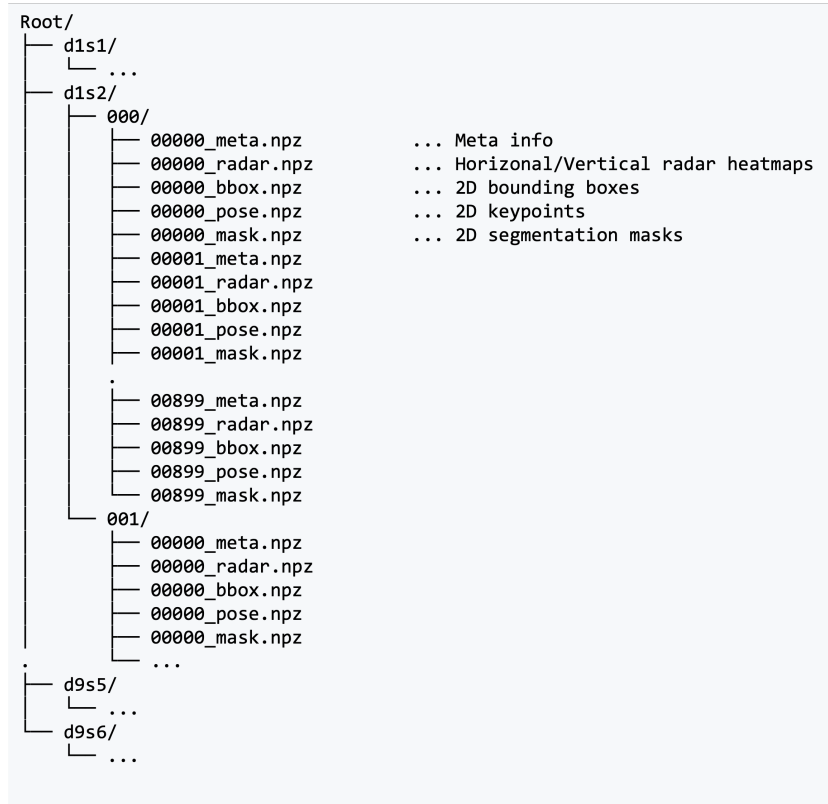 Root/
├── d1s1/
│   └── ...
├── d1s2/
│   ├── 000/
│   │   ├── 00000_meta.npz          ... Meta info
│   │   ├── 00000_radar.npz         ... Horizonal/Vertical radar heatmaps
│   │   ├── 00000_bbox.npz          ... 2D bounding boxes
│   │   ├── 00000_pose.npz          ... 2D keypoints
│   │   ├── 00000_mask.npz          ... 2D segmentation masks
│   │   ├── 00001_meta.npz
│   │   ├── 00001_radar.npz
│   │   ├── 00001_bbox.npz
│   │   ├── 00001_pose.npz
│   │   ├── 00001_mask.npz
│   │   .
│   │   ├── 00899_meta.npz
│   │   ├── 00899_radar.npz
│   │   ├── 00899_bbox.npz
│   │   ├── 00899_pose.npz
│   │   └── 00899_mask.npz
│   └── 001/
│       ├── 00000_meta.npz
│       ├── 00000_radar.npz
│       ├── 00000_bbox.npz
│       ├── 00000_pose.npz
│       ├── 00000_mask.npz
.       └── ...
├── d9s5/
│   └── ...
└── d9s6/
    └── ...